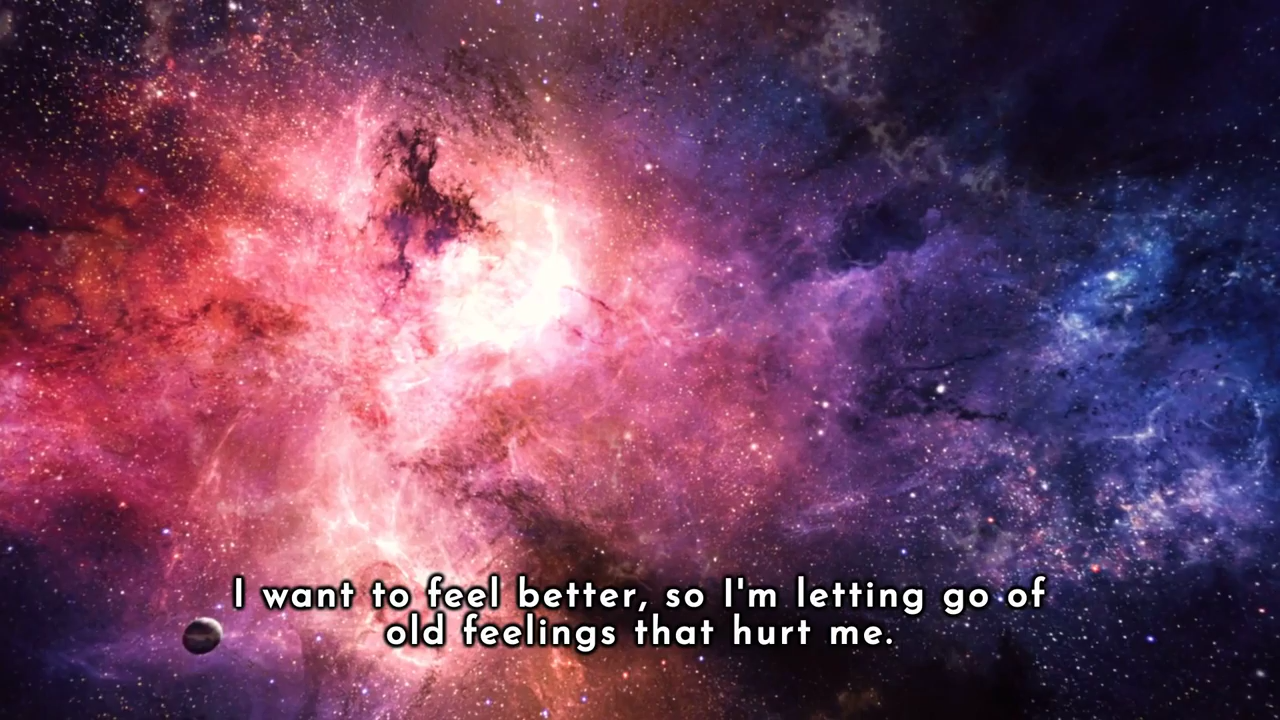 I want to feel better, so I'm letting go of
old feelings that hurt me.